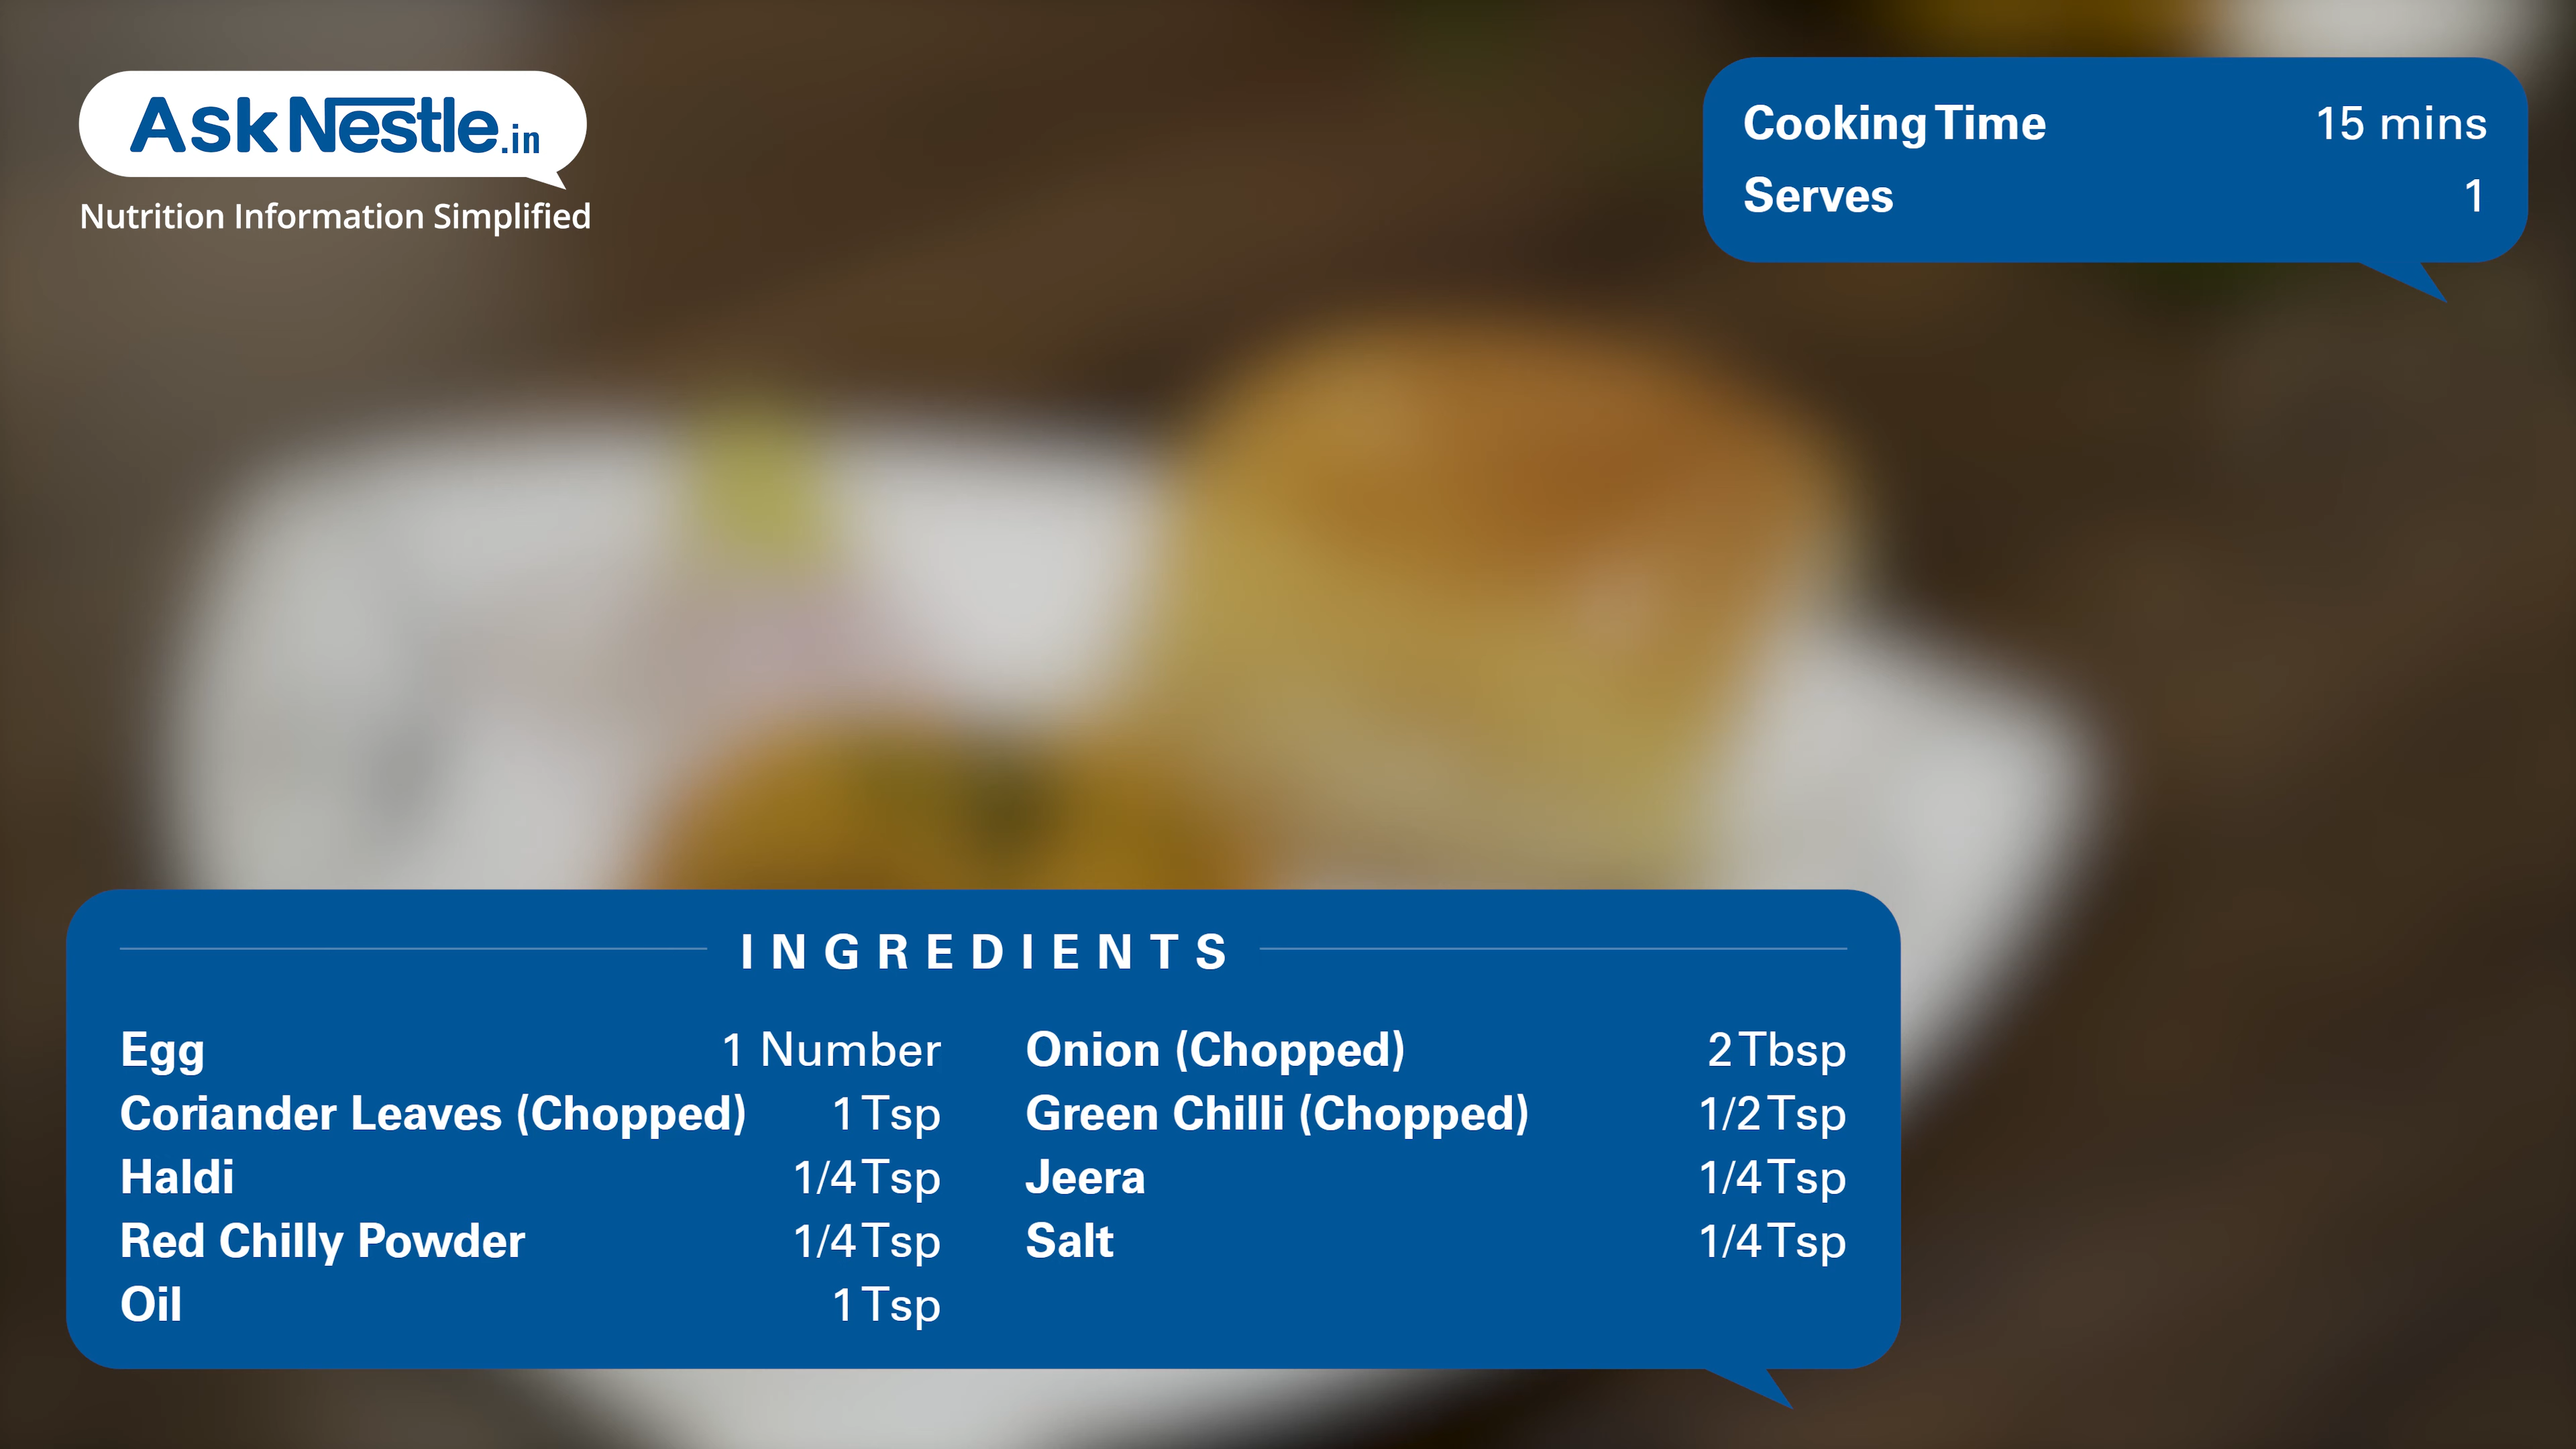 Ask Nestle.in
Nutrition Information Simplified
Cooking Time 15 mins
Serves 1
INGREDIENTS
Egg 1 Number
Coriander Leaves (Chopped) 1 Tsp
Haldi 1/4 Tsp
Red Chilly Powder 1/4 Tsp
Oil 1 Tsp
Onion (Chopped) 2 Tbsp
Green Chilli (Chopped) 1/2 Tsp
Jeera 1/4 Tsp
Salt 1/4 Tsp